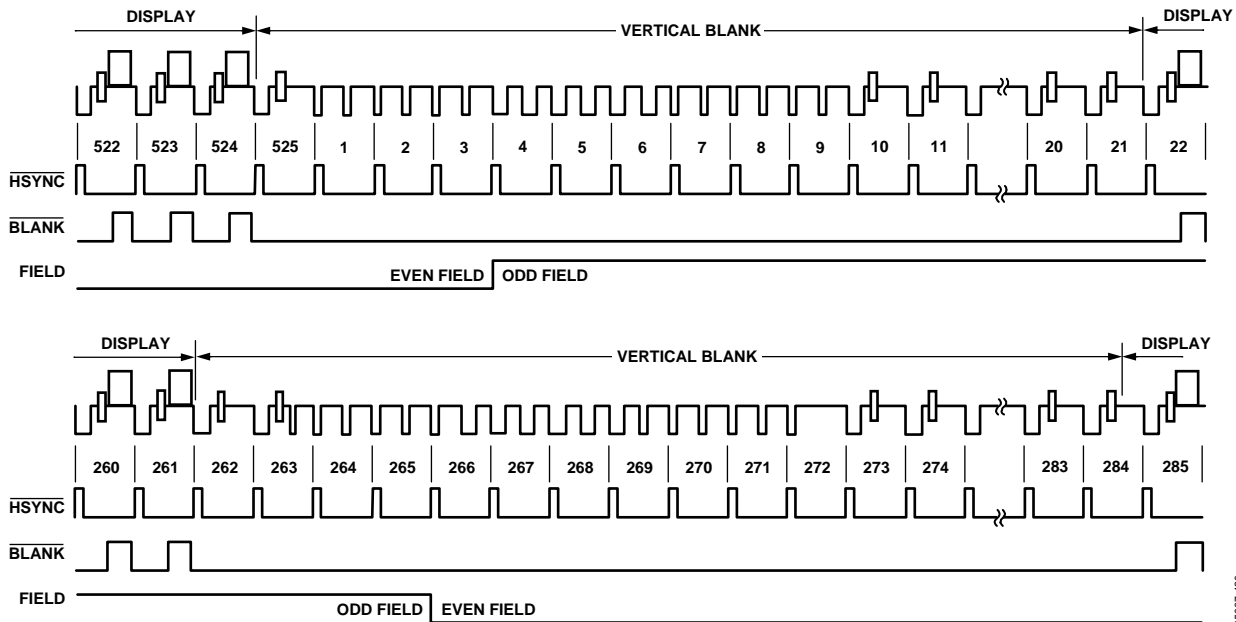 DISPLAY VERTICAL BLANK DISPLAY
522 523 524 525 1 2 3 4 5 6 7 8 9 10 11 20 21 22
HSYNC
BLANK
FIELD EVEN FIELD ODD FIELD
DISPLAY VERTICAL BLANK DISPLAY
260 261 262 263 264 265 266 267 268 269 270 271 272 273 274 283 284 285
HSYNC
BLANK
FIELD ODD FIELD EVEN FIELD